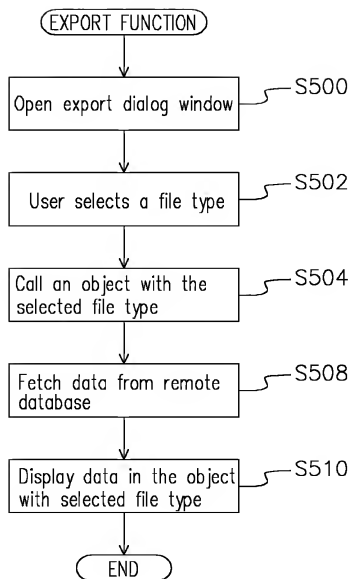 EXPORT FUNCTION
Open export dialog window
S500
User selects a file type
S502
Call an object with the
selected file type
S504
Fetch data from remote
database
S508
Display data in the object
with selected file type
S510
END